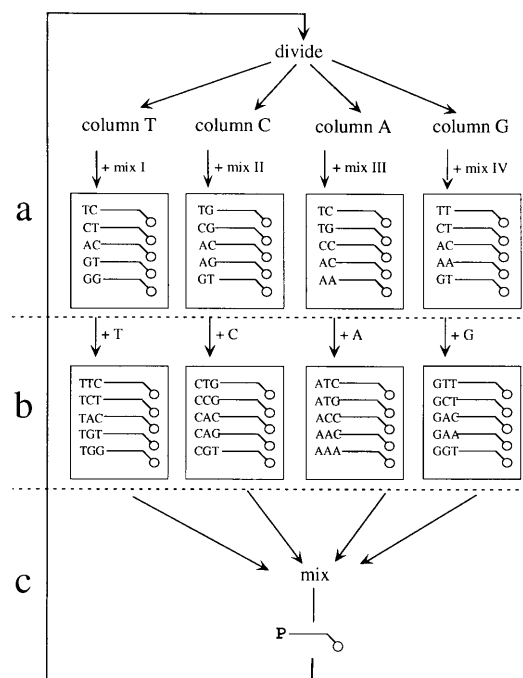 divide
column T column C column A column G
+ mix I + mix II + mix III + mix IV
a
TC TG TC TT
CT CG TG CT
AC AC CC AC
GT AG AC AA
GG GT AA GT
+ T + C + A + G
b
TTC CTG ATC GTT
TCT CCG ATG GCT
TAC CAC ACC GAC
TGT CAG AAC GAA
TGG CGT AAA GGT
c
mix
P